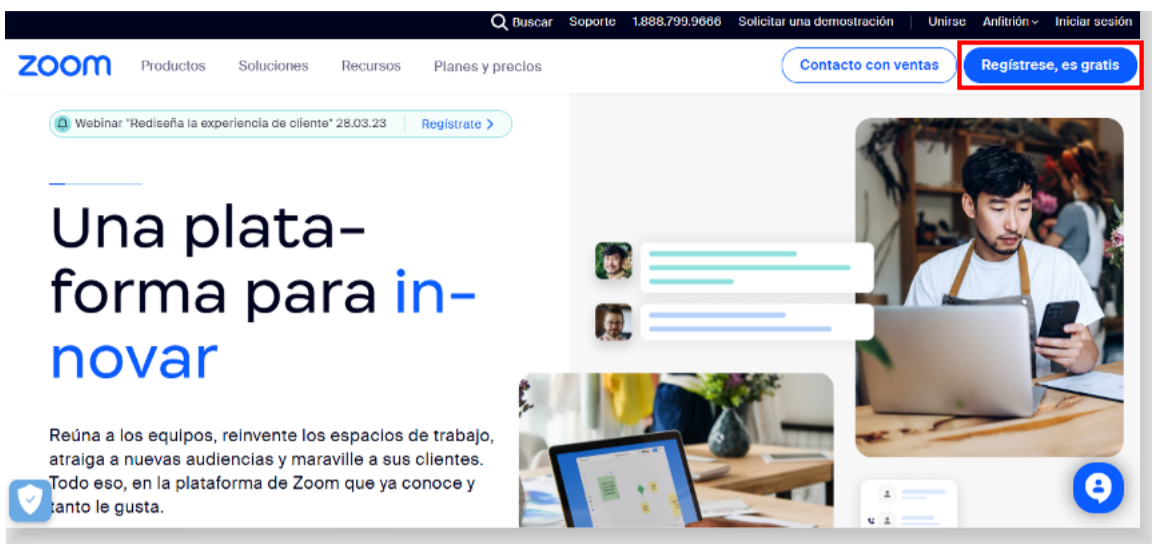 Buscar Soporte 1.888.799.9666 Solicitar una demostración Unirse Anfitrión Iniciar sesión
zoom Productos Soluciones Recursos Planes y precios Contacto con ventas Regístrese, es gratis
Webinar "Rediseña la experiencia de cliente" 28.03.23 Regístrate
Una plata-
forma para in-
novar
Reúna a los equipos, reinvente los espacios de trabajo,
atraiga a nuevas audiencias y maraville a sus clientes.
Todo eso, en la plataforma de Zoom que ya conoce y
tanto le gusta.